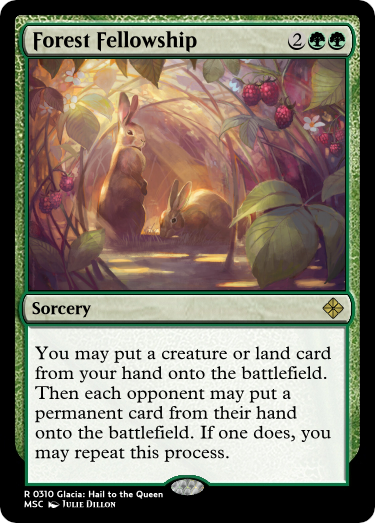 Forest Fellowship 2
Sorcery
You may put a creature or land card
from your hand onto the battlefield.
Then each opponent may put a
permanent card from their hand
onto the battlefield. If one does, you
may repeat this process.
R 0310 Glacia: Hail to the Queen
MSC Julie Dillon